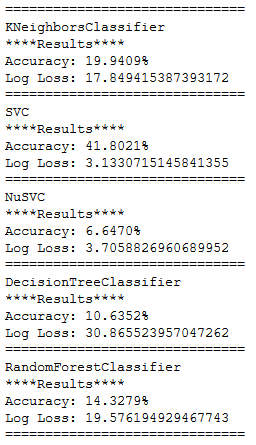 ==============================
KNeighborsClassifier
****Results****
Accuracy: 19.9409%
Log Loss: 17.849415387393172
==============================
SVC
****Results****
Accuracy: 41.8021%
Log Loss: 3.1330715145841355
==============================
NuSVC
****Results****
Accuracy: 6.6470%
Log Loss: 3.7058826960689952
==============================
DecisionTreeClassifier
****Results****
Accuracy: 10.6352%
Log Loss: 30.865523957047262
==============================
RandomForestClassifier
****Results****
Accuracy: 14.3279%
Log Loss: 19.576194929467743
==============================